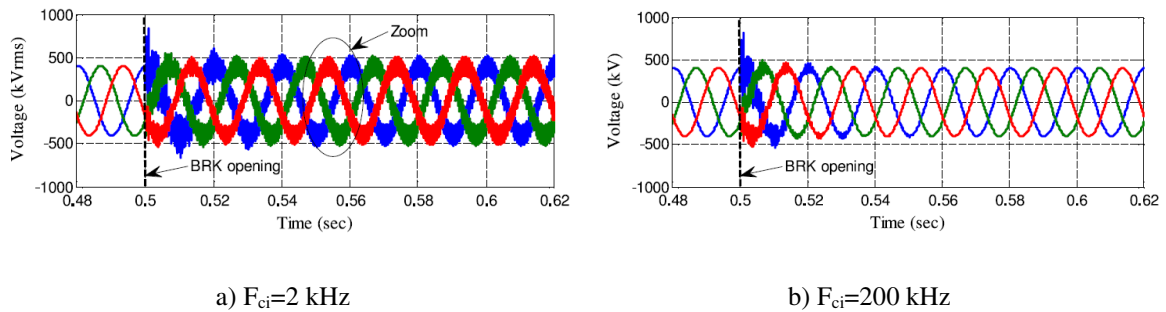 1000
500
0
-500
-1000
Voltage (kVrms)
Zoom
BRK opening
0.48 0.5 0.52 0.54 0.56 0.58 0.6 0.62
Time (sec)
a) Fci=2 kHz
1000
500
0
-500
-1000
Voltage (kV)
BRK opening
0.48 0.5 0.52 0.54 0.56 0.58 0.6 0.62
Time (sec)
b) Fci=200 kHz